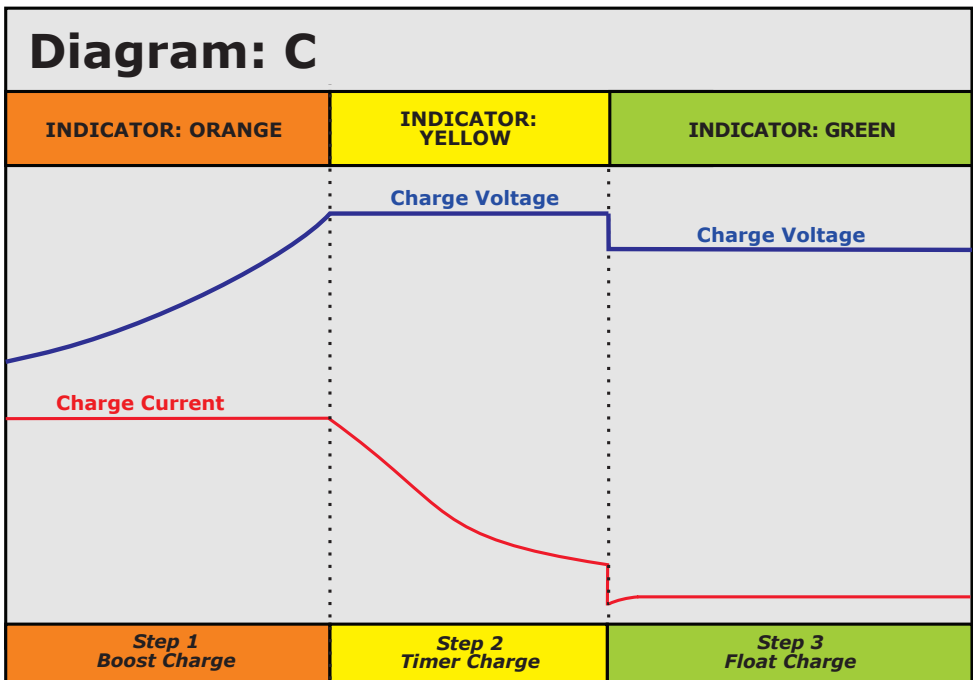 Diagram: C
INDICATOR: ORANGE
INDICATOR:
YELLOW
INDICATOR: GREEN
Charge Voltage
Charge Voltage
Charge Current
Step 1
Boost Charge
Step 2
Timer Charge
Step 3
Float Charge